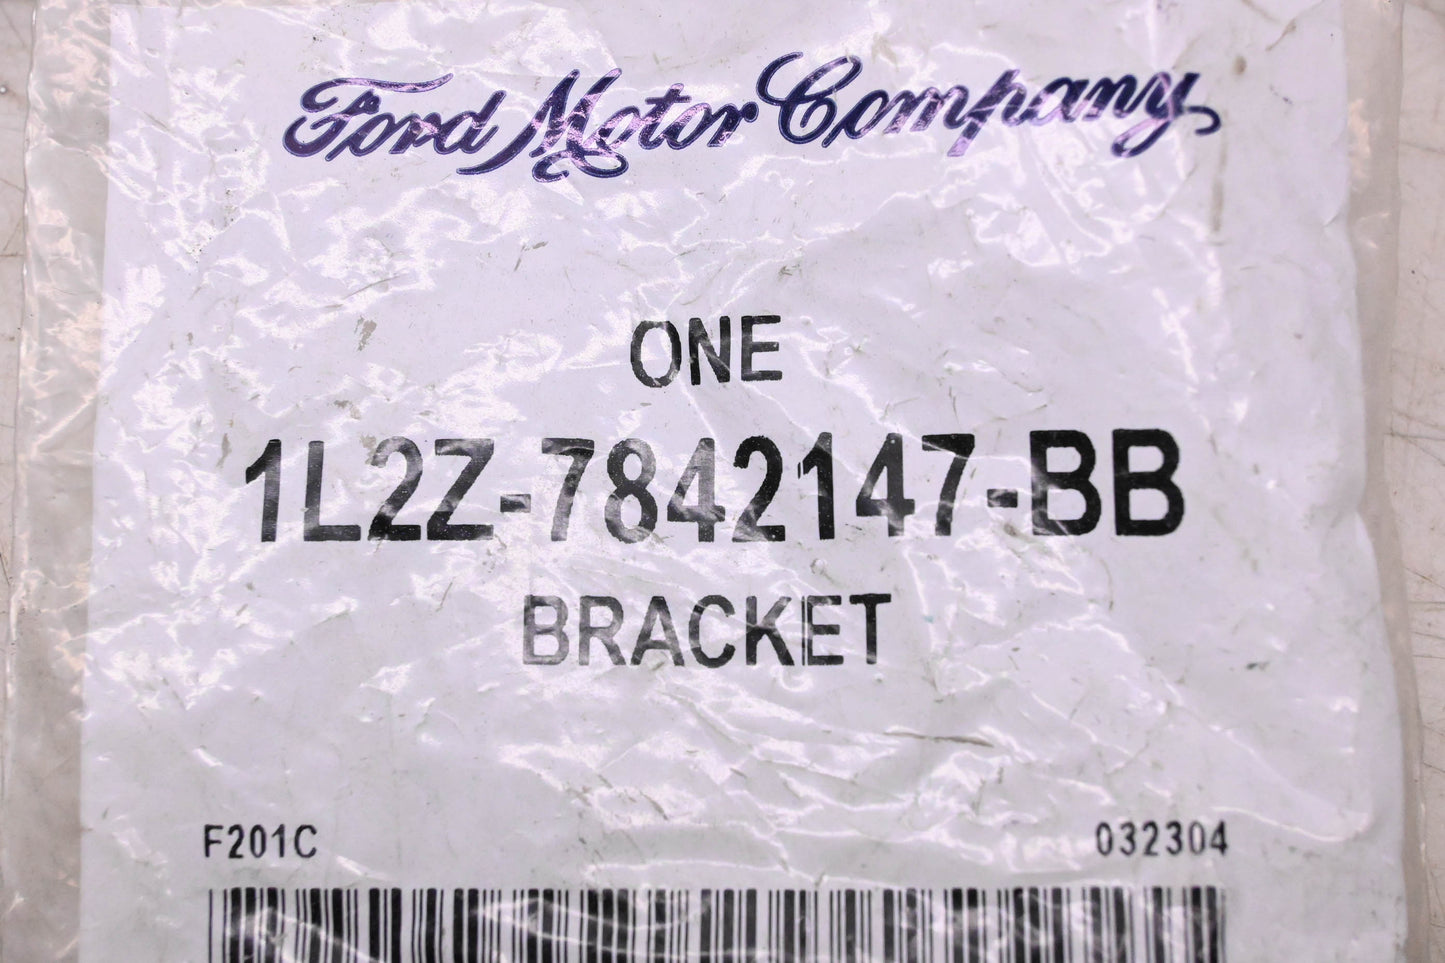 Ford Motor Company
ONE
1L2Z-7842147-BB
BRACKET
F201C 032304